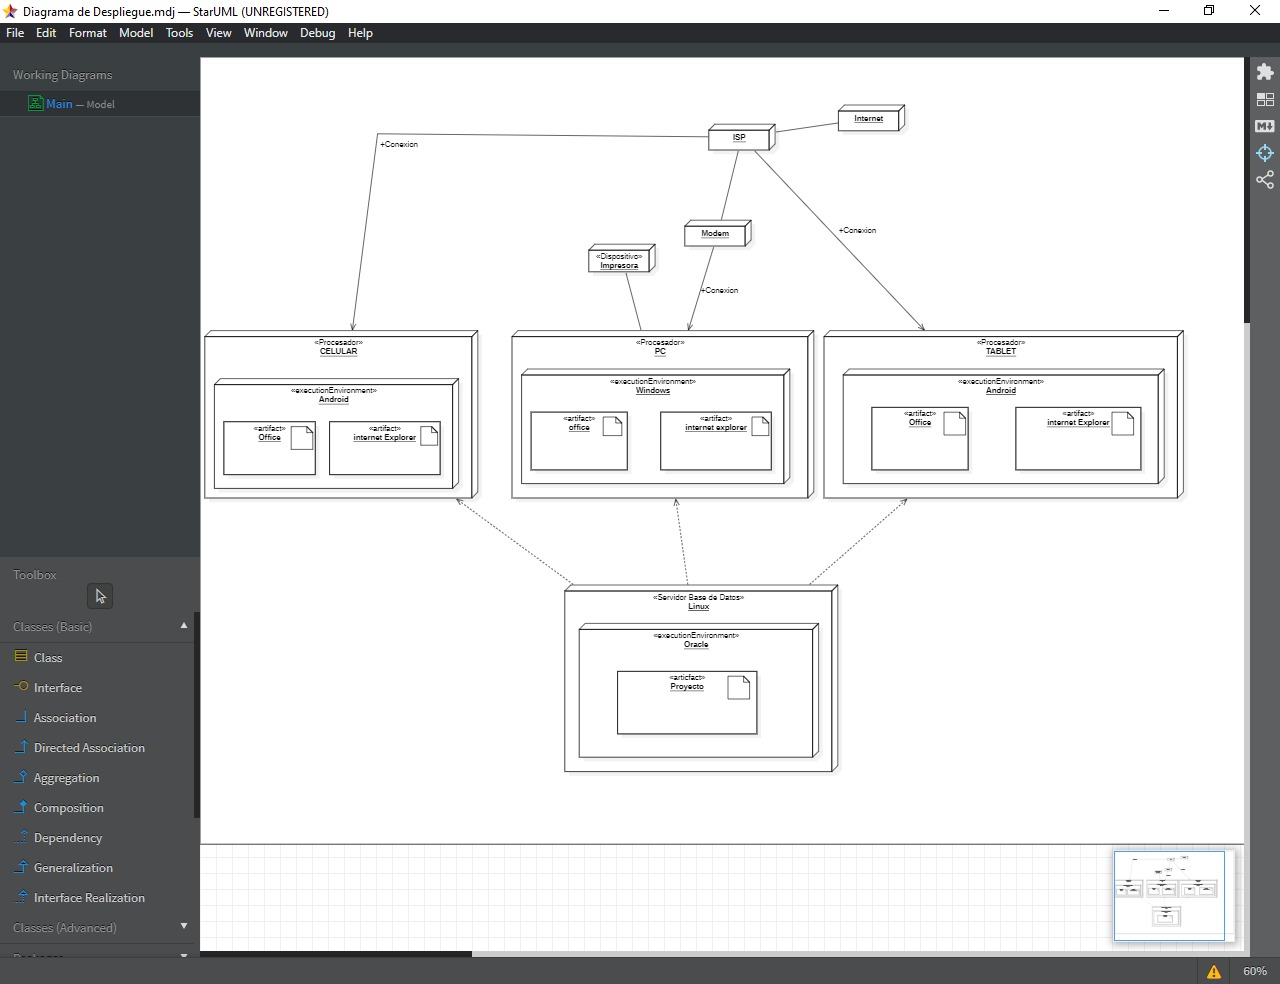 Diagrama de Despliegue.mdj — StarUML (UNREGISTERED)
File Edit Format Model Tools View Window Debug Help
Working Diagrams
Main — Model
Internet
ISP
+Conexion
Modem
+Conexion
«Dispositivo»
Impresora
+Conexion
«Procesador»
CELULAR
«executionEnvironment»
Android
«artifact»
Office
«artifact»
internet Explorer
«Procesador»
PC
«executionEnvironment»
Windows
«artifact»
office
«artifact»
internet explorer
«Procesador»
TABLET
«executionEnvironment»
Android
«artifact»
Office
«artifact»
internet Explorer
«Servidor Base de Datos»
Linux
«executionEnvironment»
Oracle
«articfact»
Proyecto
Toolbox
Classes (Basic)
Class
Interface
Association
Directed Association
Aggregation
Composition
Dependency
Generalization
Interface Realization
Classes (Advanced)
M
60%